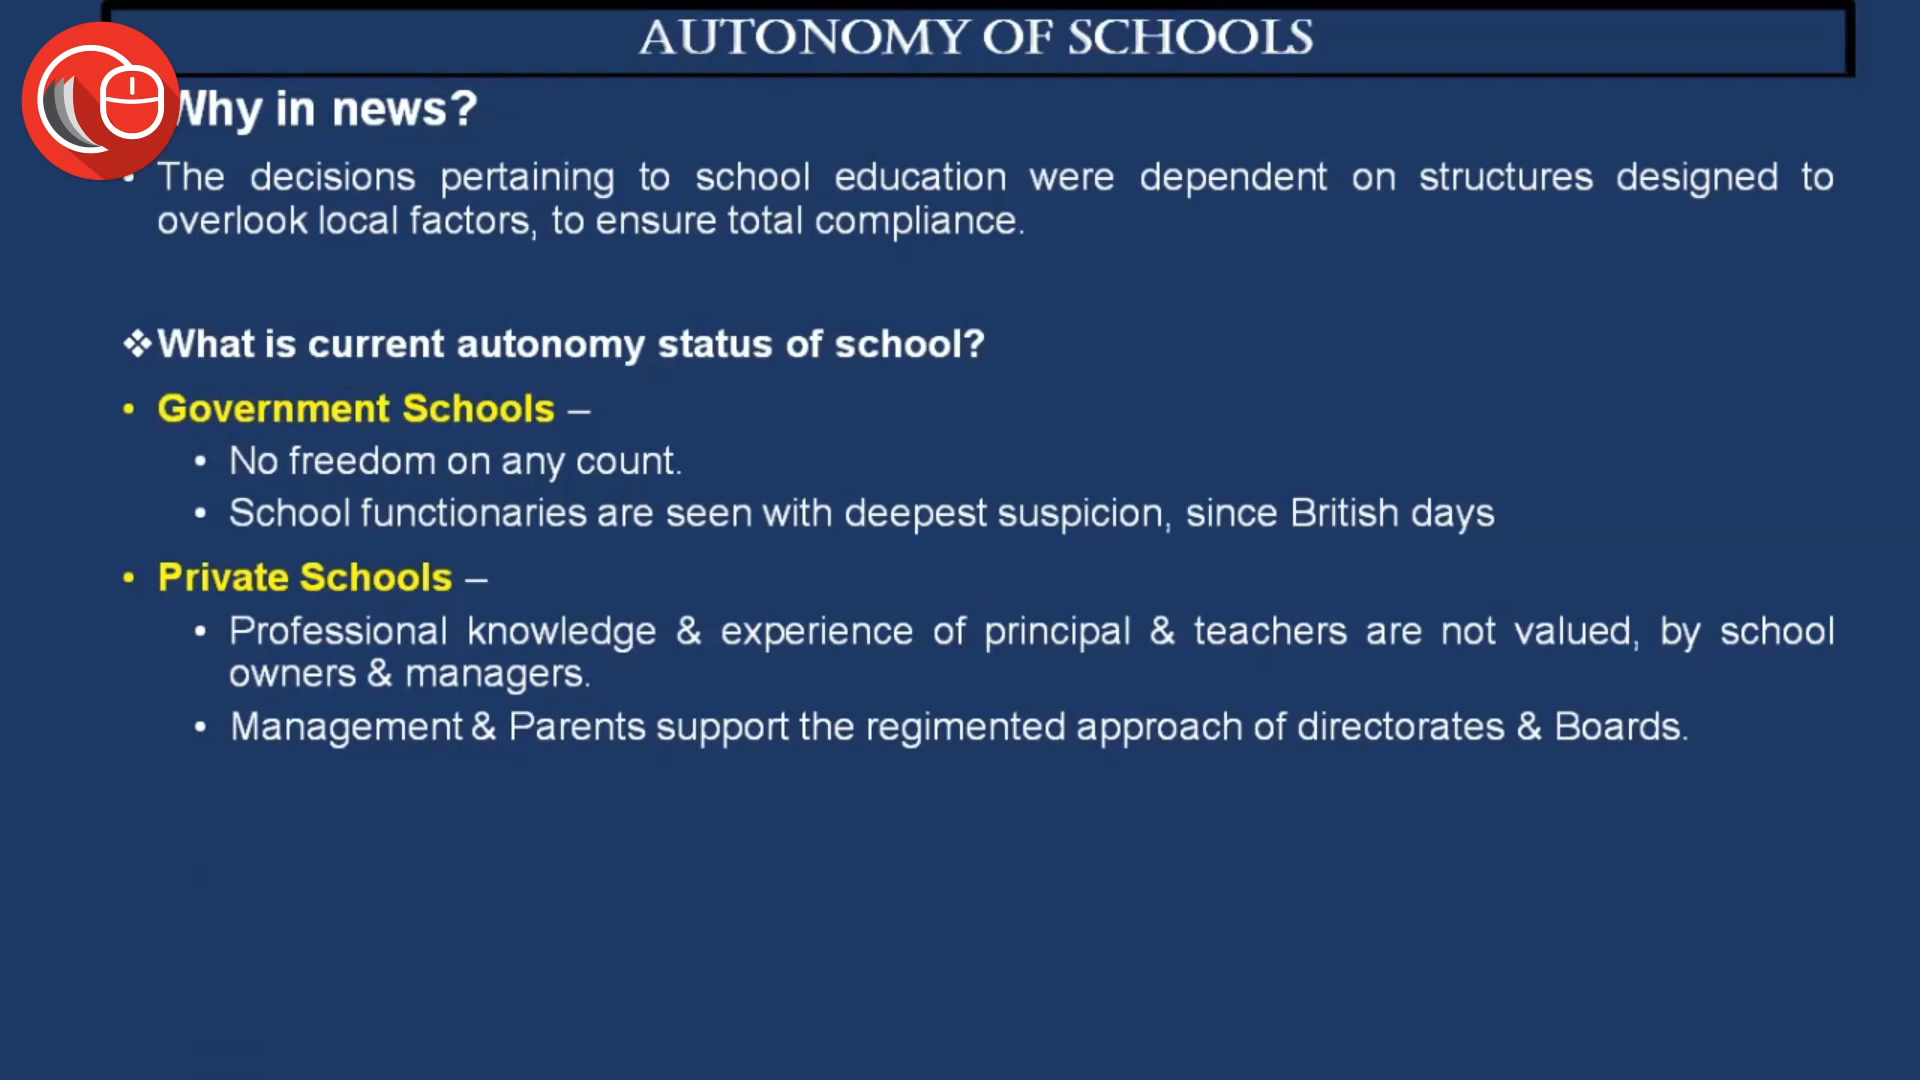 AUTONOMY OF SCHOOLS
Why in news?
• The decisions pertaining to school education were dependent on structures designed to
overlook local factors, to ensure total compliance.
❖What is current autonomy status of school?
• Government Schools –
• No freedom on any count.
• School functionaries are seen with deepest suspicion, since British days
• Private Schools –
• Professional knowledge & experience of principal & teachers are not valued, by school
owners & managers.
• Management & Parents support the regimented approach of directorates & Boards.